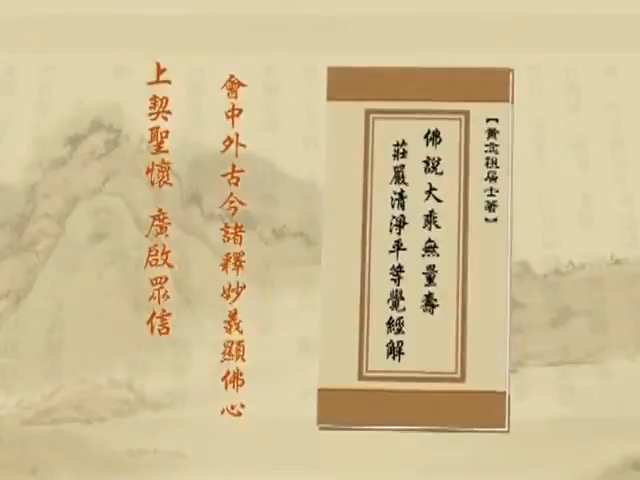 【黃念祖居士著】
佛說大乘無量壽
莊嚴清淨平等覺經解
會中外古今諸釋妙義顯佛心
上契聖懷 廣啟眾信